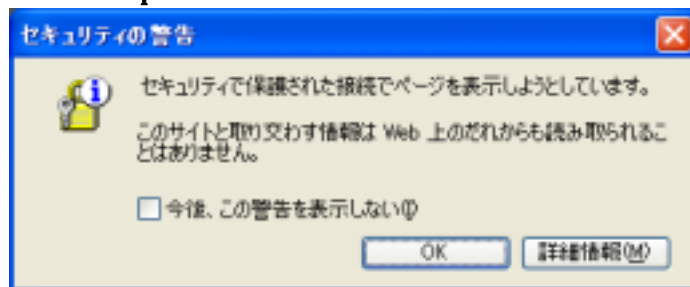 セキュリティの警告
セキュリティで保護された接続でページを表示しようとしています。
このサイトと取り交わす情報は Web 上のだれからも読み取られるこ
とはありません。
今後、この警告を表示しない(I)
OK
詳細情報(M)